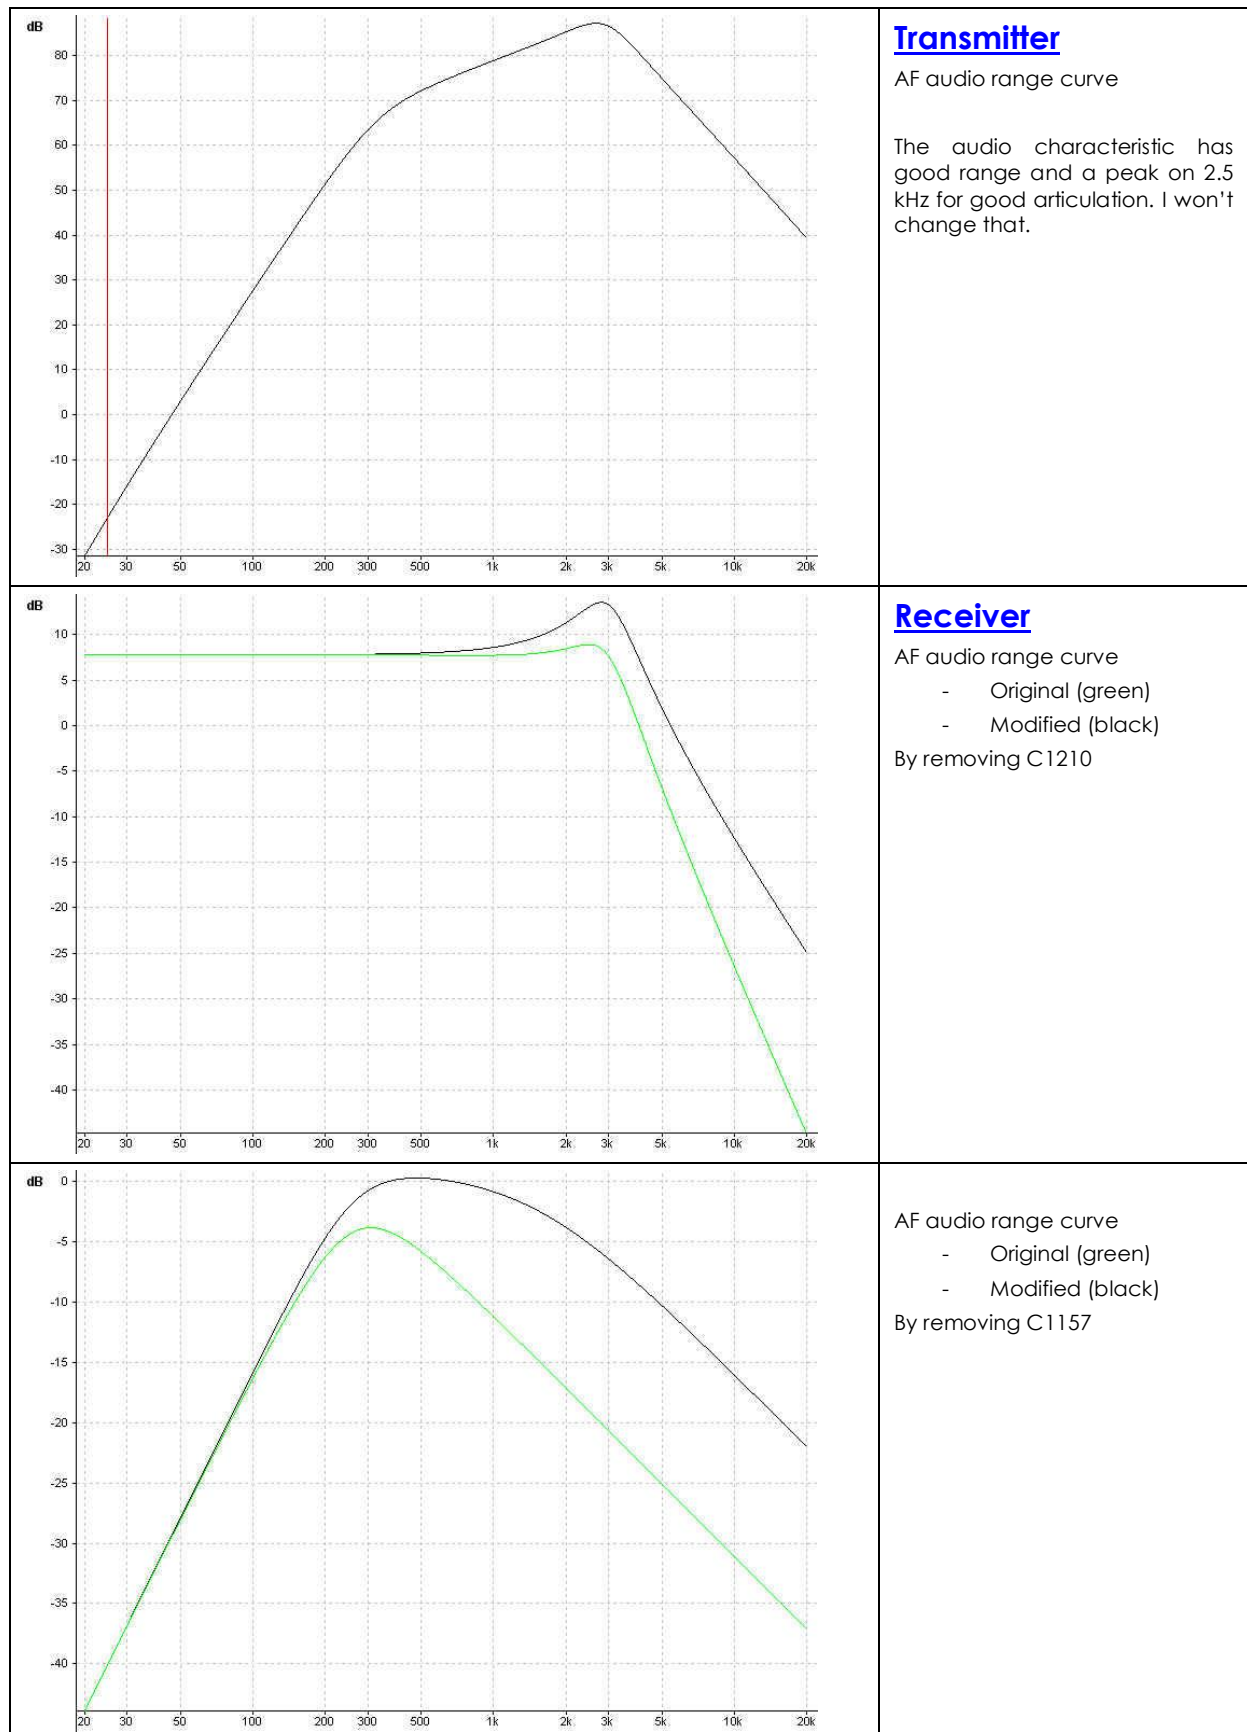 dB
80
70
60
50
40
30
20
10
0
-10
-20
-30
20 30 50 100 200 300 500 1k 2k 3k 5k 10k 20k
Transmitter
AF audio range curve
The audio characteristic has
good range and a peak on 2.5
kHz for good articulation. I won't
change that.
dB
10
5
0
-5
-10
-15
-20
-25
-30
-35
-40
20 30 50 100 200 300 500 1k 2k 3k 5k 10k 20k
Receiver
AF audio range curve
- Original (green)
- Modified (black)
By removing C1210
dB
0
-5
-10
-15
-20
-25
-30
-35
-40
20 30 50 100 200 300 500 1k 2k 3k 5k 10k 20k
AF audio range curve
- Original (green)
- Modified (black)
By removing C1157